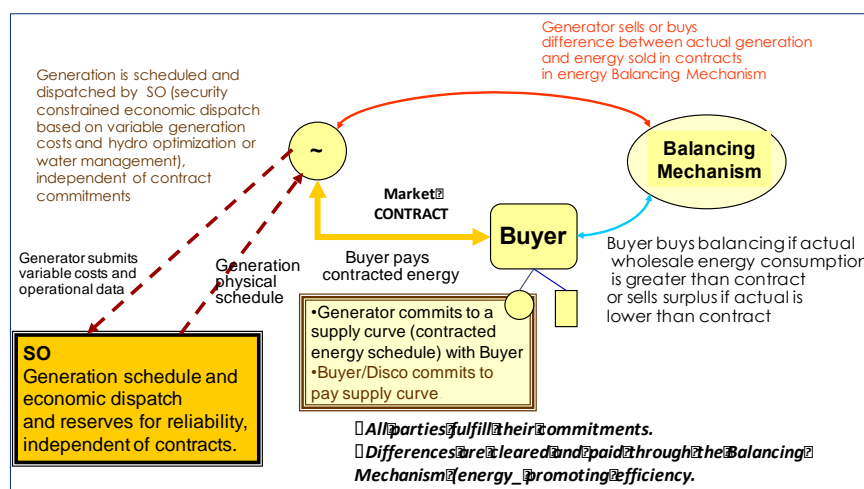 Generator sells or buys
difference between actual generation
and energy sold in contracts
in energy Balancing Mechanism
Generation is scheduled and
dispatched by SO (security
constrained economic dispatch
based on variable generation
costs and hydro optimization or
water management),
independent of contract
commitments
~
Balancing
Mechanism
Market
CONTRACT
Buyer
Buyer pays
contracted energy
Buyer buys balancing if actual
wholesale energy consumption
is greater than contract
or sells surplus if actual is
lower than contract
Generator submits
variable costs and
operational data
Generation
physical
schedule
•Generator commits to a
supply curve (contracted
energy schedule) with Buyer
•Buyer/Disco commits to
pay supply curve
SO
Generation schedule and
economic dispatch
and reserves for reliability,
independent of contracts.
All parties fulfill their commitments.
Differences are cleared and paid through the Balancing
Mechanism (energy_ promoting efficiency.